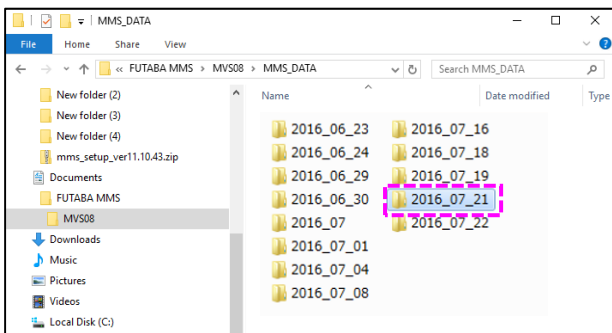 MMS_DATA
File Home Share View
« FUTABA MMS > MVS08 > MMS_DATA
Search MMS_DATA
New folder (2)
New folder (3)
New folder (4)
mms_setup_ver11.10.43.zip
Documents
FUTABA MMS
MVS08
Downloads
Music
Pictures
Videos
Local Disk (C:)
Name Date modified Type
2016_06_23 2016_07_16
2016_06_24 2016_07_18
2016_06_29 2016_07_19
2016_06_30 2016_07_21
2016_07 2016_07_22
2016_07_01
2016_07_04
2016_07_08